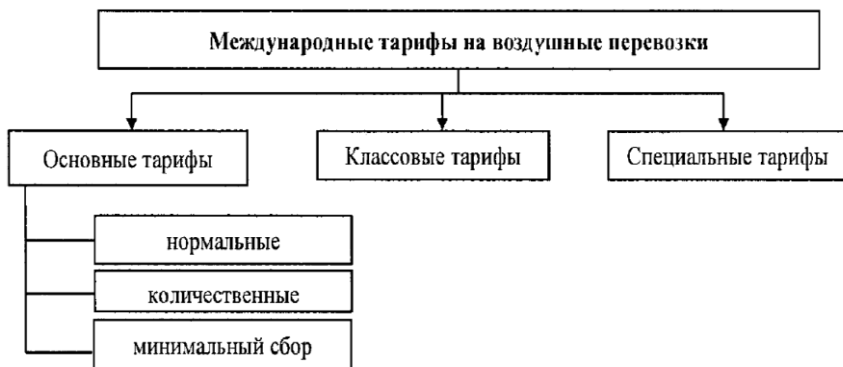 Международные тарифы на воздушные перевозки
Основные тарифы
Классовые тарифы
Специальные тарифы
нормальные
количественные
минимальный сбор